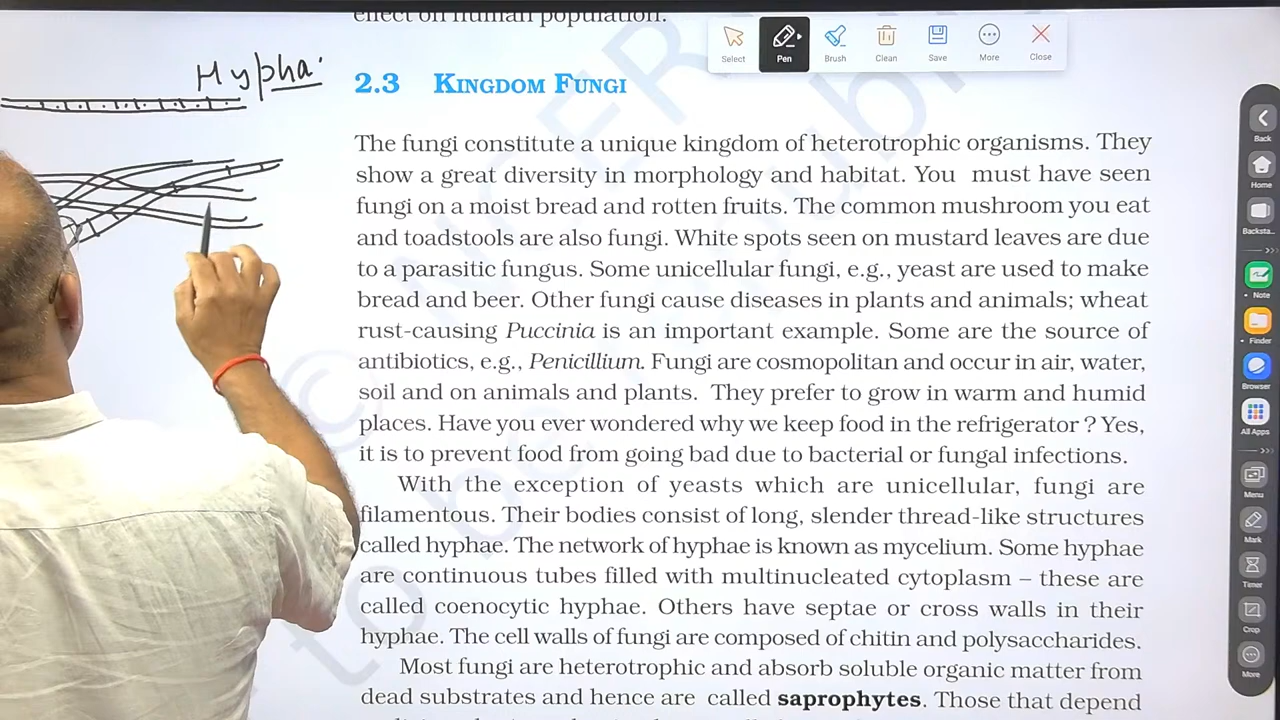 effect on human population.
Select
Pen
Brush
Clean
Save
More
Close
Hypha
2.3 KINGDOM FUNGI
The fungi constitute a unique kingdom of heterotrophic organisms. They
show a great diversity in morphology and habitat. You must have seen
fungi on a moist bread and rotten fruits. The common mushroom you eat
and toadstools are also fungi. White spots seen on mustard leaves are due
to a parasitic fungus. Some unicellular fungi, e.g., yeast are used to make
bread and beer. Other fungi cause diseases in plants and animals; wheat
rust-causing Puccinia is an important example. Some are the source of
antibiotics, e.g., Penicillium. Fungi are cosmopolitan and occur in air, water,
soil and on animals and plants. They prefer to grow in warm and humid
places. Have you ever wondered why we keep food in the refrigerator ? Yes,
it is to prevent food from going bad due to bacterial or fungal infections.
With the exception of yeasts which are unicellular, fungi are
filamentous. Their bodies consist of long, slender thread-like structures
called hyphae. The network of hyphae is known as mycelium. Some hyphae
are continuous tubes filled with multinucleated cytoplasm – these are
called coenocytic hyphae. Others have septae or cross walls in their
hyphae. The cell walls of fungi are composed of chitin and polysaccharides.
Most fungi are heterotrophic and absorb soluble organic matter from
dead substrates and hence are called saprophytes. Those that depend
Back
Home
Backsta...
Note
Finder
Browser
All Apps
Menu
Mark
Timer
Crop
More